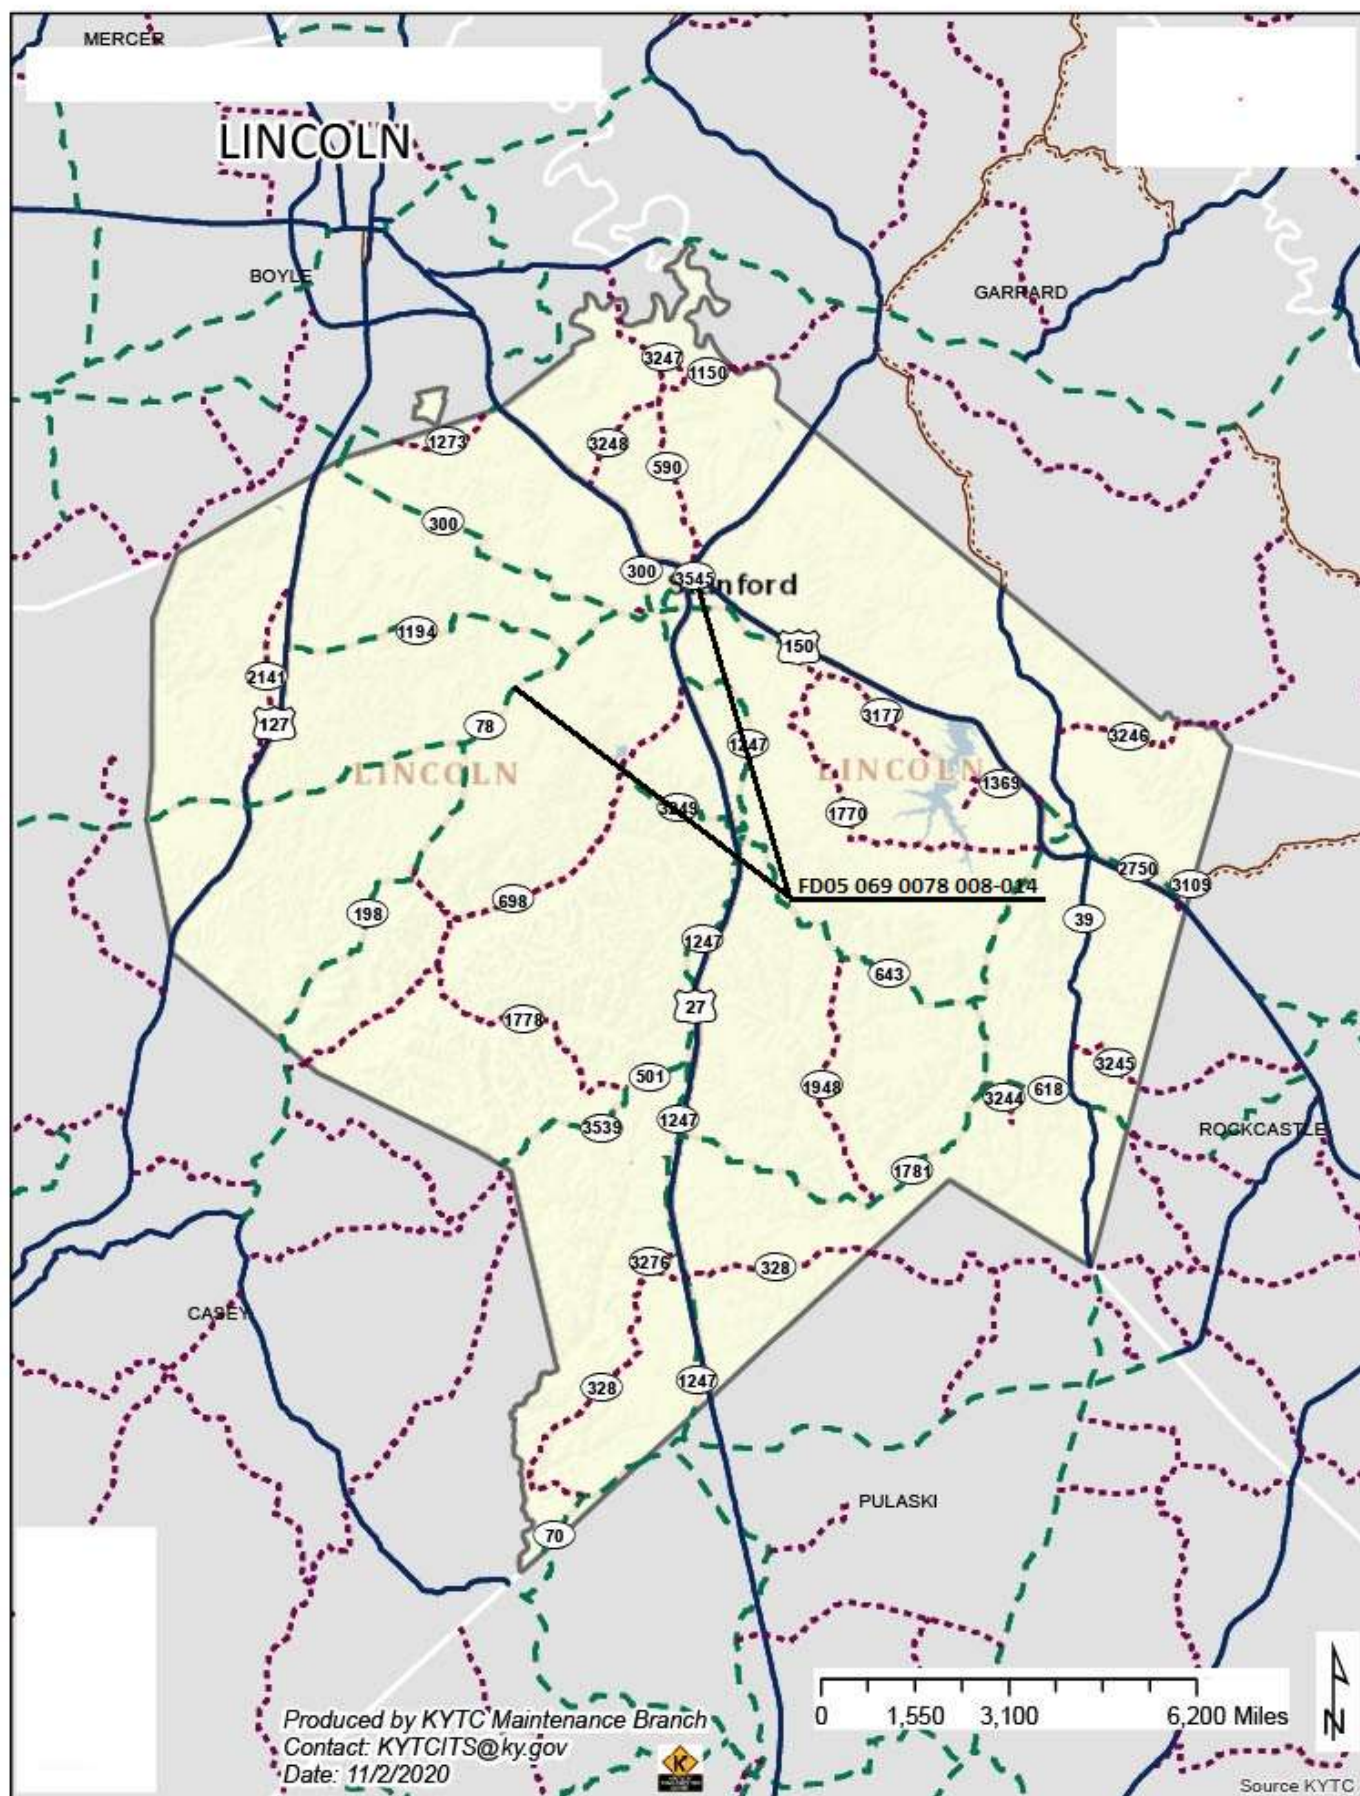 MERCER
LINCOLN
BOYLE
GARRARD
3247
1150
1273
3248
590
300
300
3545
Stanford
1194
150
2141
127
78
3177
3246
1247
LINCOLN
LINCOLN
1369
3249
1770
2750
3109
FD05 069 0078 008-014
698
198
39
1247
643
27
1778
501
1948
3245
3244
618
3539
1247
ROCKCASTLE
1781
3276
328
CASEY
328
1247
PULASKI
70
0 1,550 3,100 6,200 Miles
N
Produced by KYTC Maintenance Branch
Contact: KYTCITS@ky.gov
Date: 11/2/2020
Source KYTC